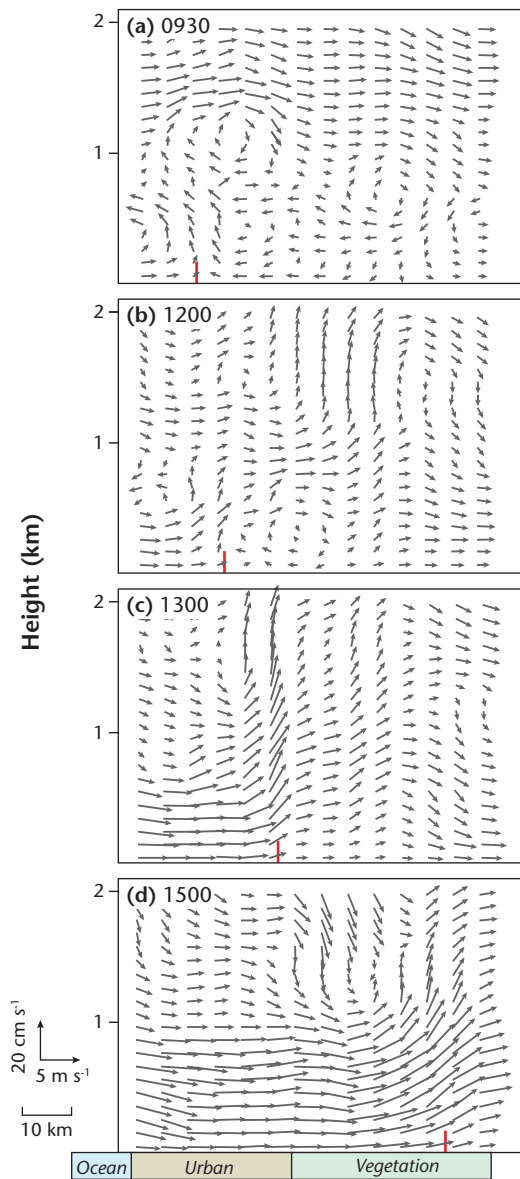 2
(a) 0930
1
2
(b) 1200
1
Height (km)
2
(c) 1300
1
2
(d) 1500
1
20 cm s⁻¹
5 m s⁻¹
10 km
Ocean Urban Vegetation